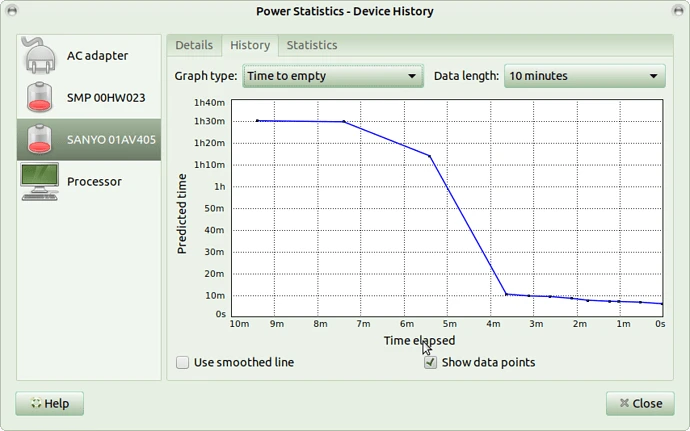 Power Statistics - Device History
AC adapter
SMP 00HW023
SANYO 01AV405
Processor
Details History Statistics
Graph type: Time to empty Data length: 10 minutes
Predicted time
1h40m
1h30m
1h20m
1h10m
1h
50m
40m
30m
20m
10m
0s
10m 9m 8m 7m 6m 5m 4m 3m 2m 1m 0s
Time elapsed
Use smoothed line Show data points
Help Close